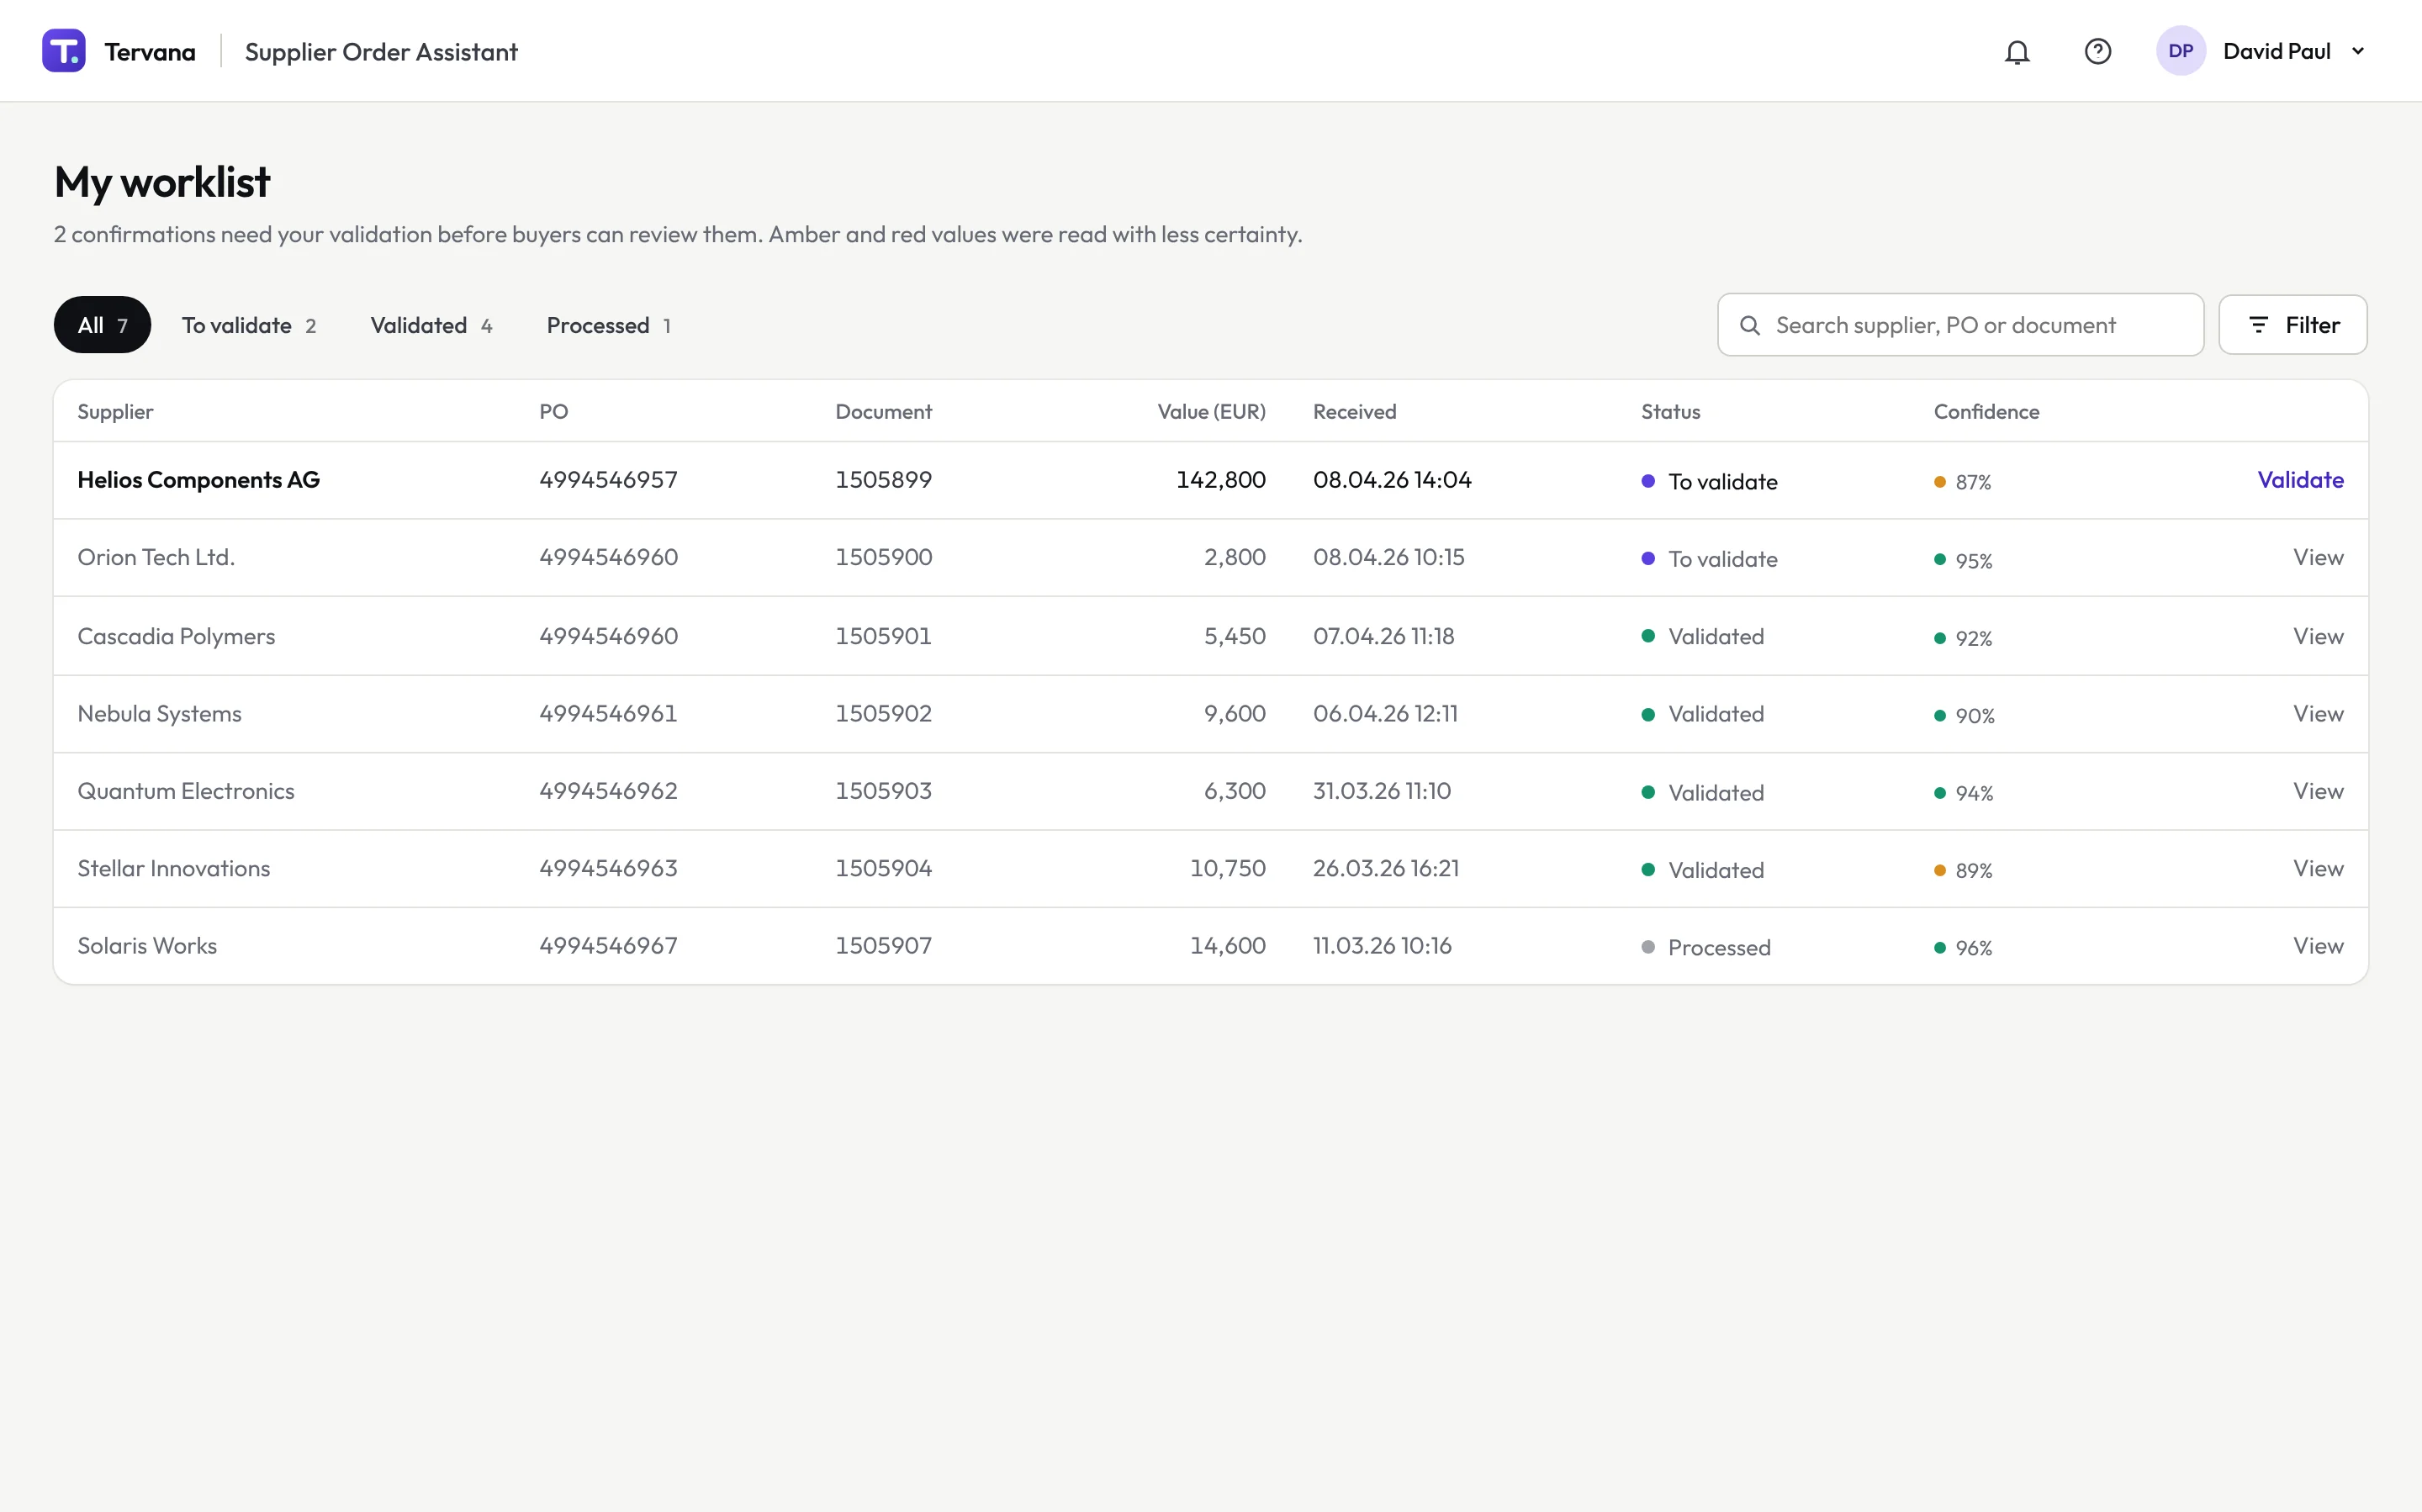 T. Tervana Supplier Order Assistant DP David Paul
My worklist
2 confirmations need your validation before buyers can review them. Amber and red values were read with less certainty.
All 7 To validate 2 Validated 4 Processed 1 Search supplier, PO or document Filter
Supplier PO Document Value (EUR) Received Status Confidence
Helios Components AG 4994546957 1505899 142,800 08.04.26 14:04 To validate 87% Validate
Orion Tech Ltd. 4994546960 1505900 2,800 08.04.26 10:15 To validate 95% View
Cascadia Polymers 4994546960 1505901 5,450 07.04.26 11:18 Validated 92% View
Nebula Systems 4994546961 1505902 9,600 06.04.26 12:11 Validated 90% View
Quantum Electronics 4994546962 1505903 6,300 31.03.26 11:10 Validated 94% View
Stellar Innovations 4994546963 1505904 10,750 26.03.26 16:21 Validated 89% View
Solaris Works 4994546967 1505907 14,600 11.03.26 10:16 Processed 96% View